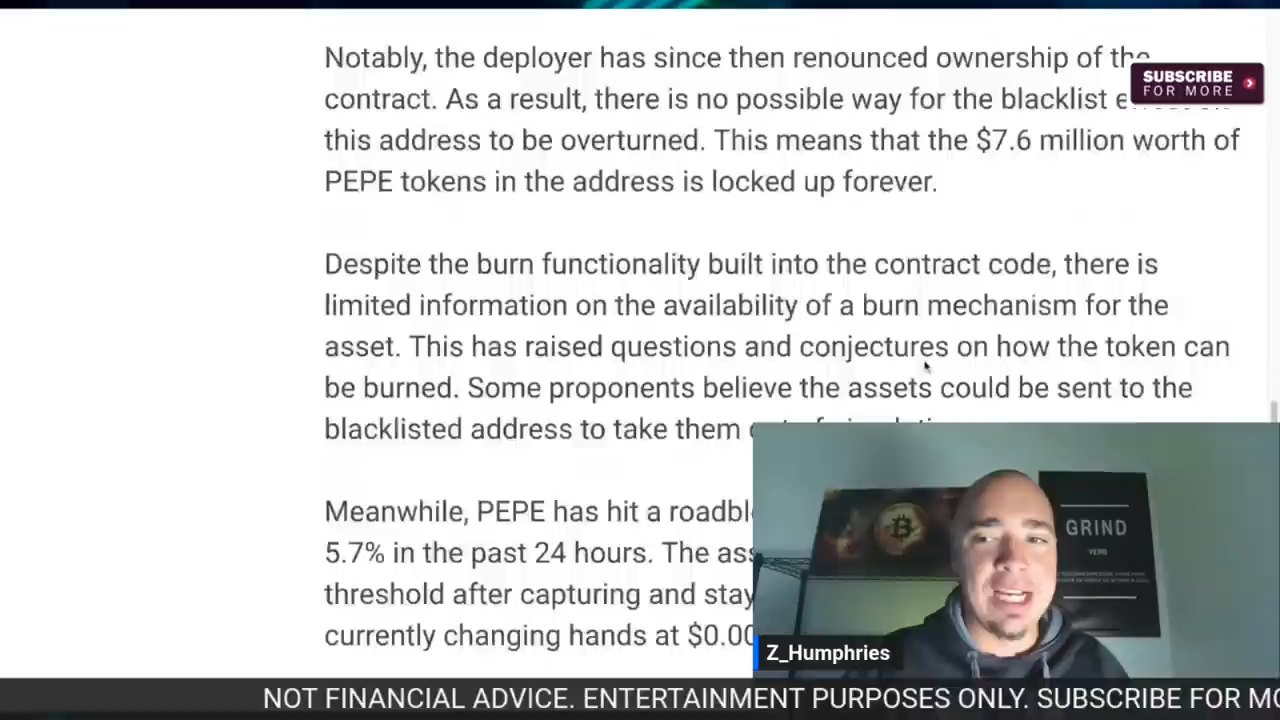 Notably, the deployer has since then renounced ownership of the
SUBSCRIBE
FOR MORE
contract. As a result, there is no possible way for the blacklist
this address to be overturned. This means that the $7.6 million worth of
PEPE tokens in the address is locked up forever.
Despite the burn functionality built into the contract code, there is
limited information on the availability of a burn mechanism for the
asset. This has raised questions and conjectures on how the token can
be burned. Some proponents believe the assets could be sent to the
blacklisted address to take them
Meanwhile, PEPE has hit a
5.7% in the past 24 hours. The
threshold after capturing and
currently changing hands at $0.00
GRIND
VERB
Z_Humphries
NOT FINANCIAL ADVICE. ENTERTAINMENT PURPOSES ONLY. SUBSCRIBE FOR